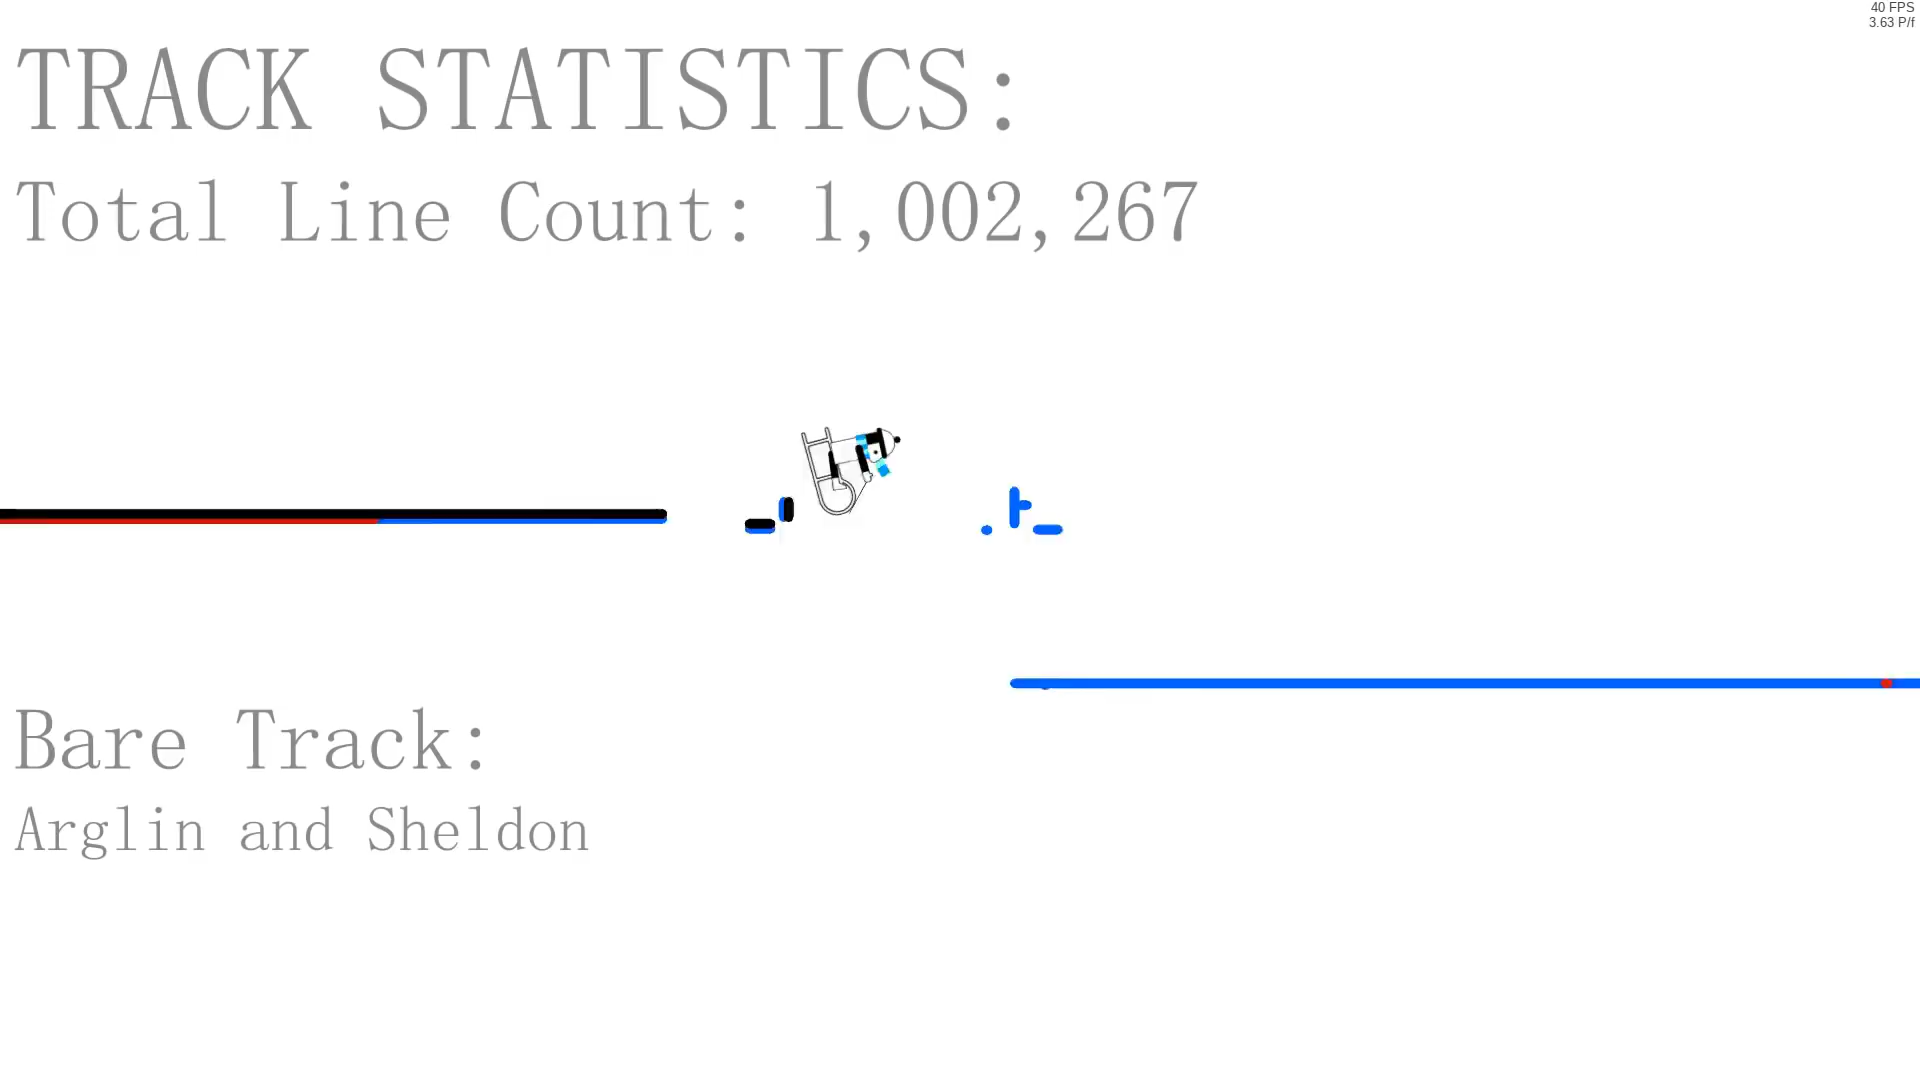 40 FPS
3.63 P/f
TRACK STATISTICS:
Total Line Count: 1,002,267
Bare Track:
Arglin and Sheldon